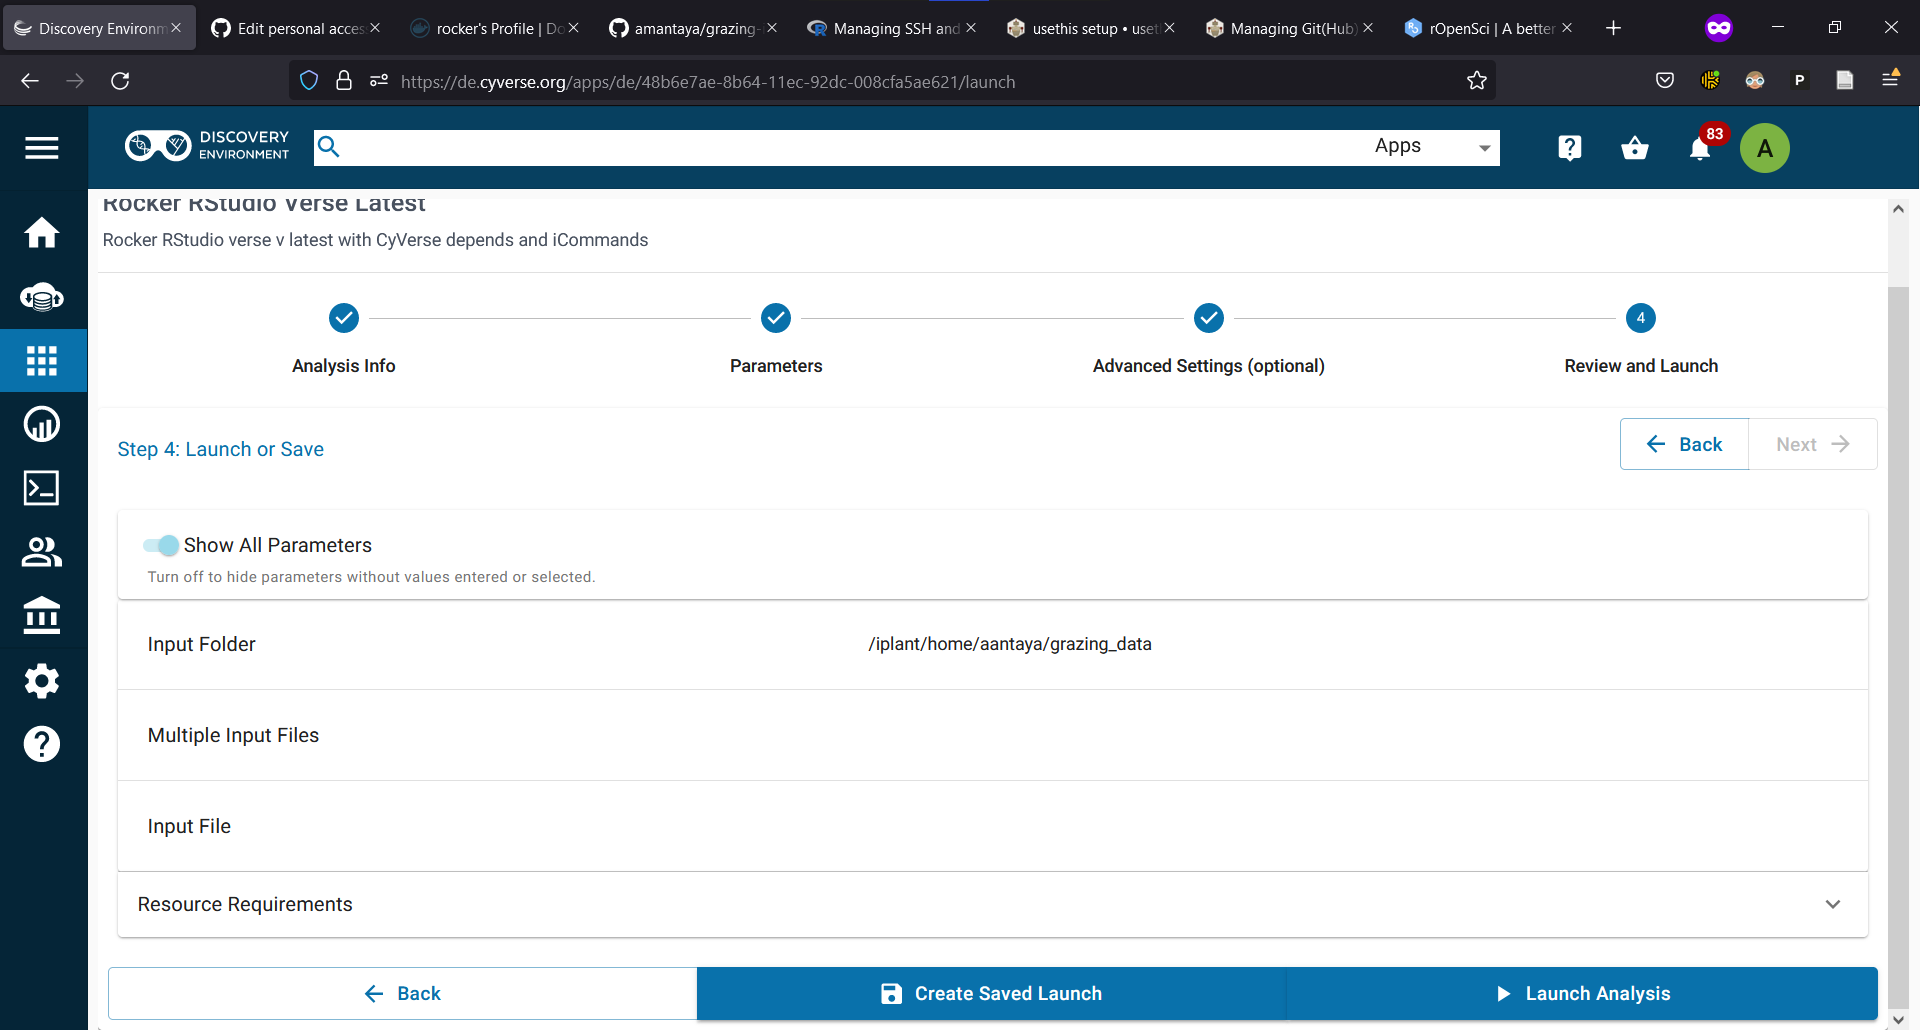 Discovery Environm
Edit personal acces
rocker's Profile | Do
amantaya/grazing-
Managing SSH and
usethis setup • uset
Managing Git(Hub)
rOpenSci | A better
https://de.cyverse.org/apps/de/48b6e7ae-8b64-11ec-92dc-008cfa5ae621/launch
P
DISCOVERY
ENVIRONMENT
Apps
83
A
Rocker RStudio Verse Latest
Rocker RStudio verse v latest with CyVerse depends and iCommands
4
Analysis Info
Parameters
Advanced Settings (optional)
Review and Launch
Step 4: Launch or Save
Back
Next
Show All Parameters
Turn off to hide parameters without values entered or selected.
Input Folder
/iplant/home/aantaya/grazing_data
Multiple Input Files
Input File
Resource Requirements
Back
Create Saved Launch
Launch Analysis